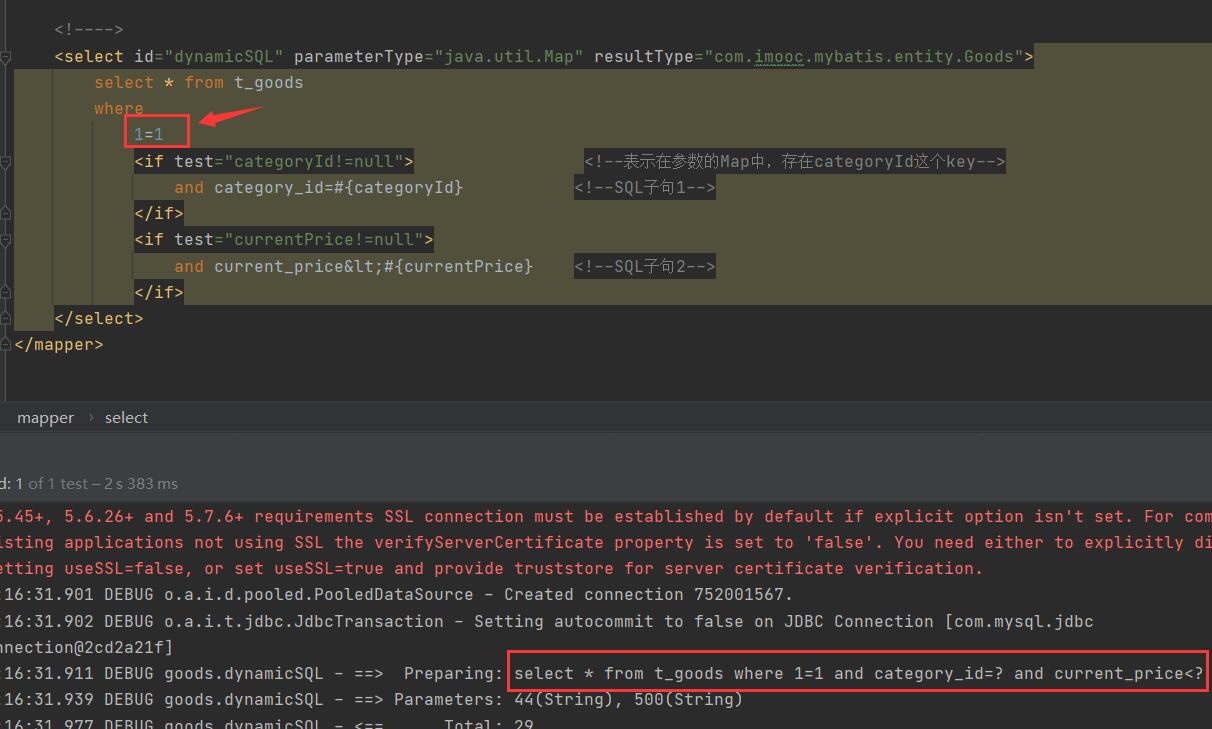 <!---->
<select id="dynamicSQL" parameterType="java.util.Map" resultType="com.imooc.mybatis.entity.Goods">
select * from t_goods
where
1=1
<if test="categoryId!=null"> <!--表示在参数的Map中，存在categoryId这个key-->
and category_id=#{categoryId} <!--SQL子句1-->
</if>
<if test="currentPrice!=null">
and current_price&lt;#{currentPrice} <!--SQL子句2-->
</if>
</select>
</mapper>
mapper › select
d: 1 of 1 test – 2 s 383 ms
5.45+, 5.6.26+ and 5.7.6+ requirements SSL connection must be established by default if explicit option isn't set. For com
isting applications not using SSL the verifyServerCertificate property is set to 'false'. You need either to explicitly di
etting useSSL=false, or set useSSL=true and provide truststore for server certificate verification.
:16:31.901 DEBUG o.a.i.d.pooled.PooledDataSource - Created connection 752001567.
:16:31.902 DEBUG o.a.i.t.jdbc.JdbcTransaction - Setting autocommit to false on JDBC Connection [com.mysql.jdbc
nnection@2cd2a21f]
:16:31.911 DEBUG goods.dynamicSQL - ==>  Preparing: select * from t_goods where 1=1 and category_id=? and current_price<?
:16:31.939 DEBUG goods.dynamicSQL - ==> Parameters: 44(String), 500(String)
:16:31.977 DEBUG goods.dynamicSQL - <==      Total: 29